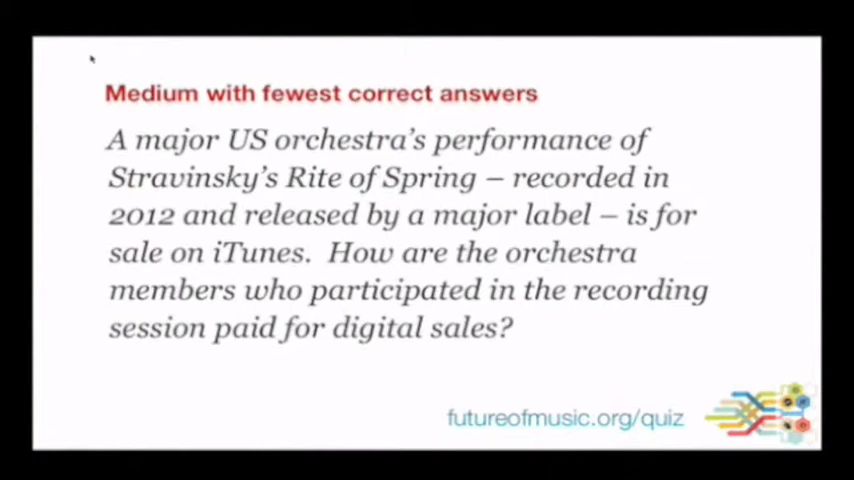 Medium with fewest correct answers
A major US orchestra's performance of
Stravinsky's Rite of Spring – recorded in
2012 and released by a major label – is for
sale on iTunes. How are the orchestra
members who participated in the recording
session paid for digital sales?
futureofmusic.org/quiz